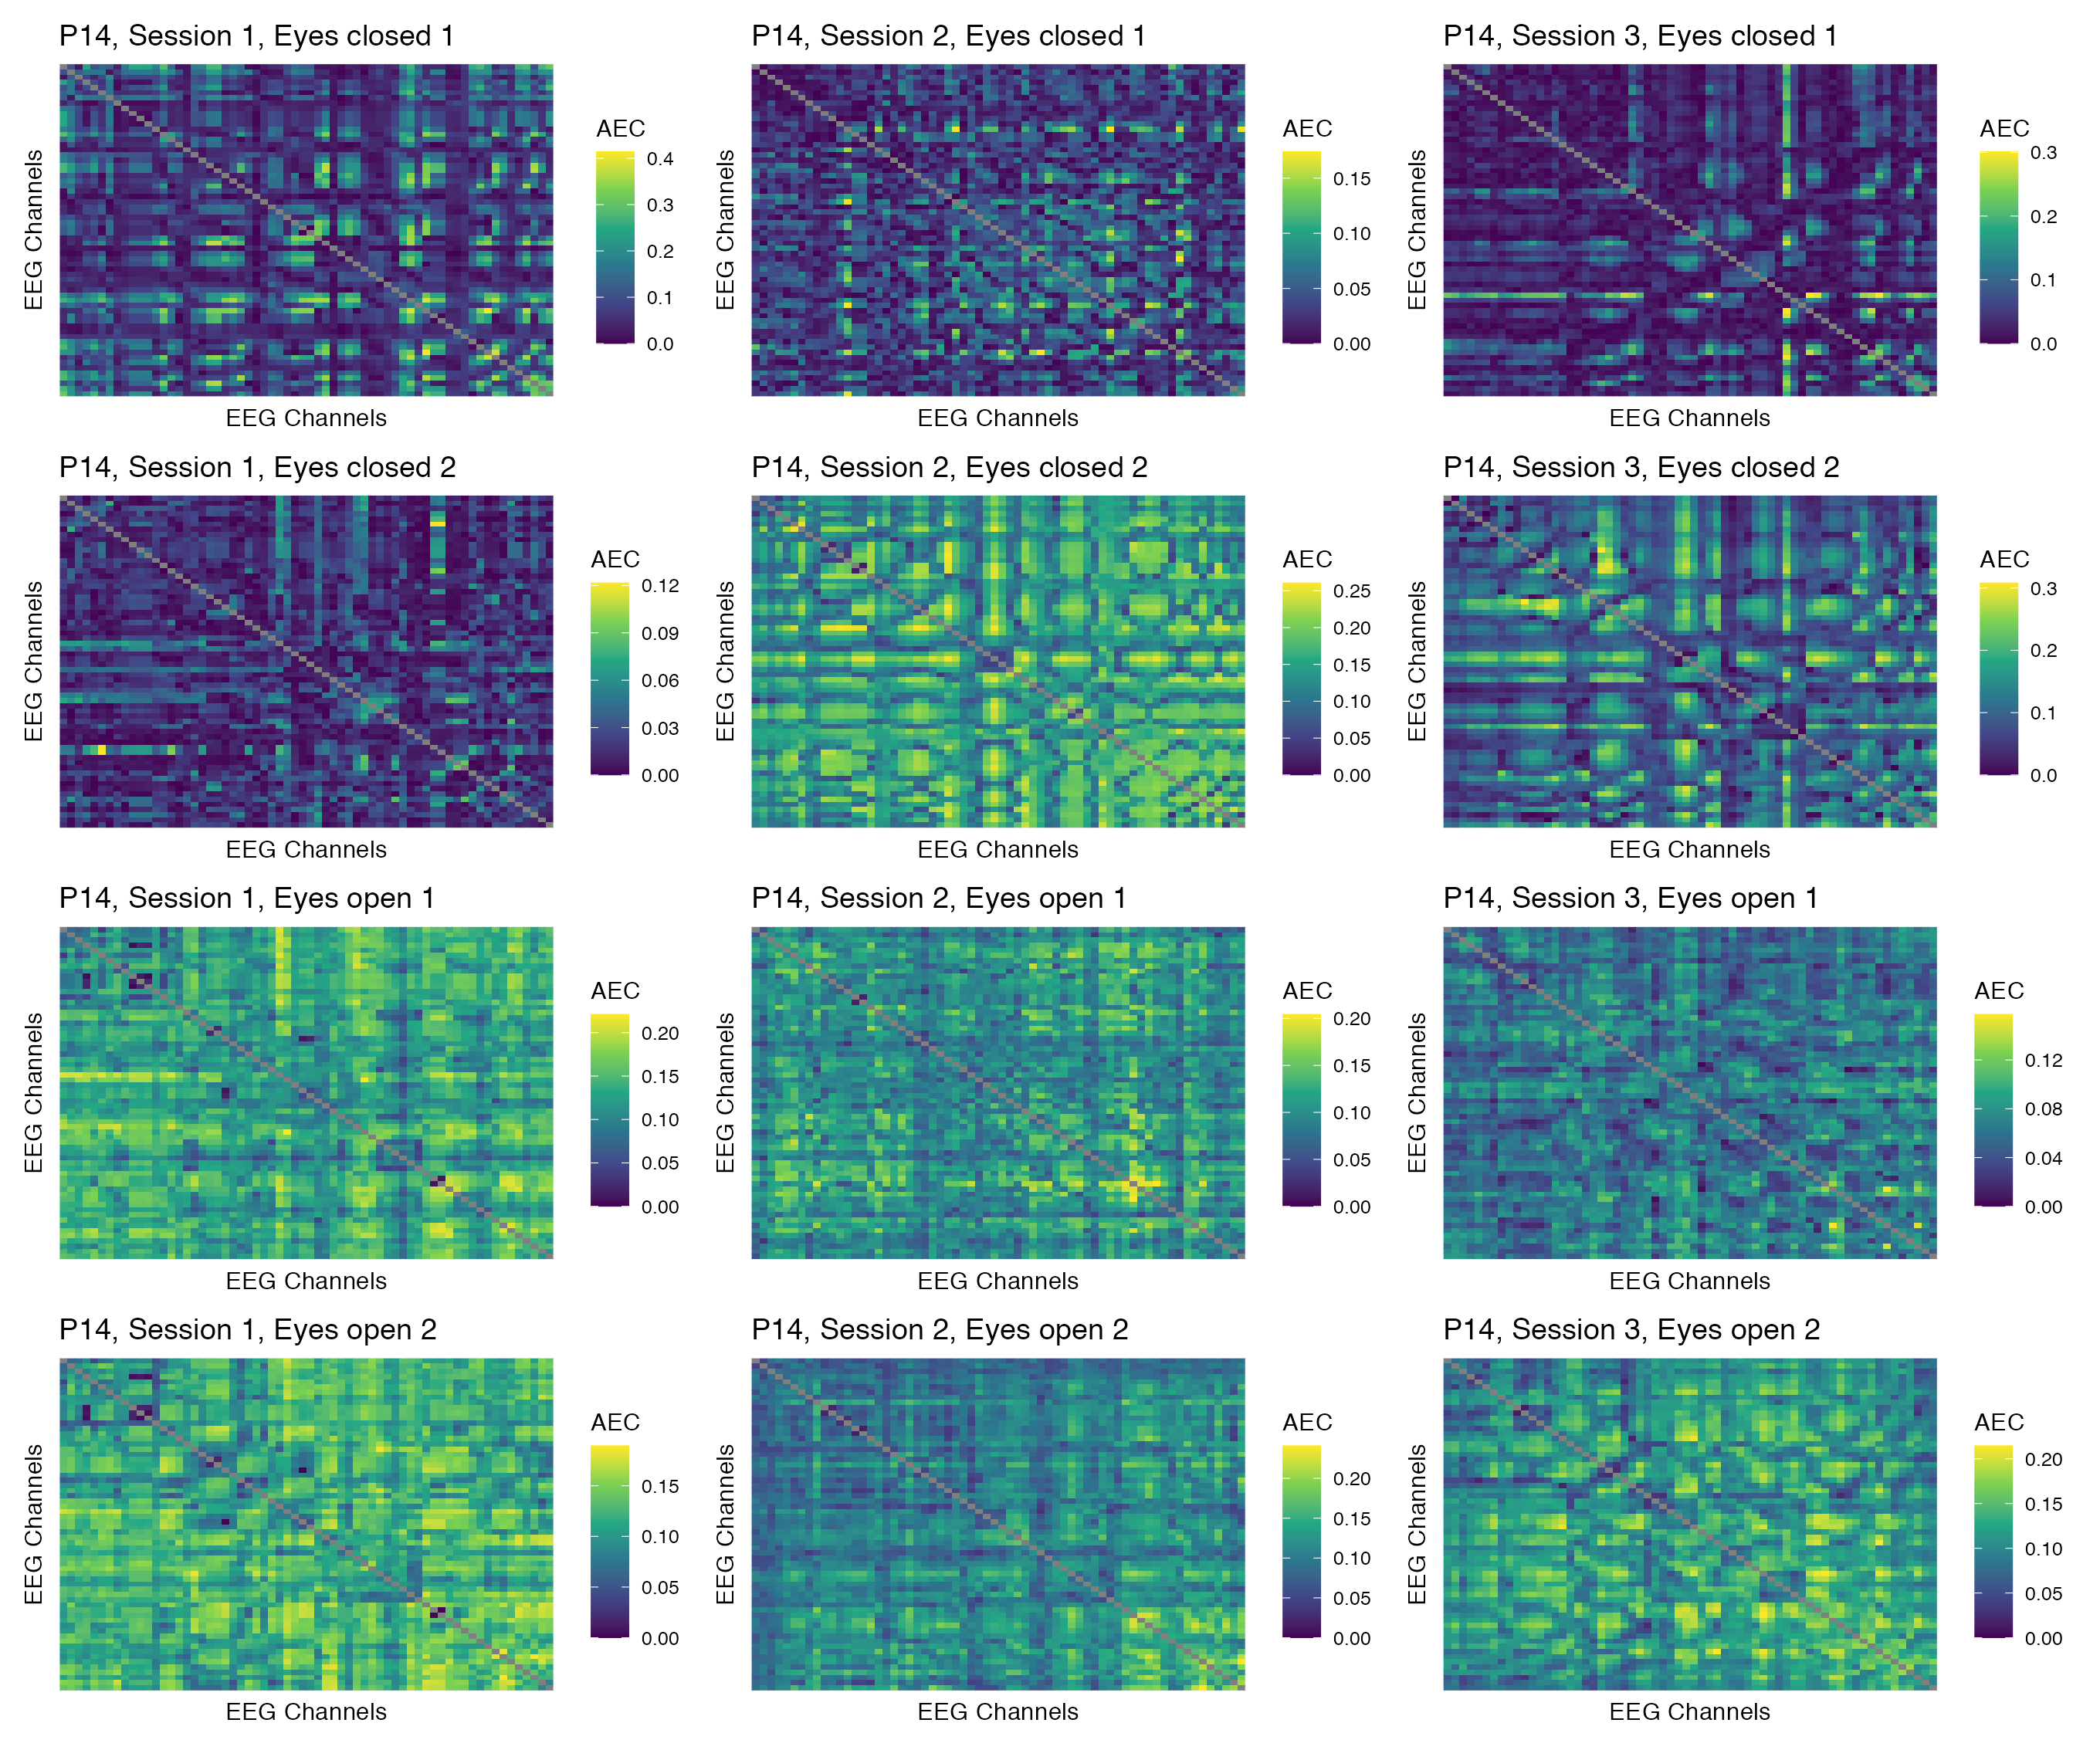 P14, Session 1, Eyes closed 1
EEG Channels
EEG Channels
AEC
0.4
0.3
0.2
0.1
0.0
P14, Session 2, Eyes closed 1
EEG Channels
EEG Channels
AEC
0.15
0.10
0.05
0.00
P14, Session 3, Eyes closed 1
EEG Channels
EEG Channels
AEC
0.3
0.2
0.1
0.0
P14, Session 1, Eyes closed 2
EEG Channels
EEG Channels
AEC
0.12
0.09
0.06
0.03
0.00
P14, Session 2, Eyes closed 2
EEG Channels
EEG Channels
AEC
0.25
0.20
0.15
0.10
0.05
0.00
P14, Session 3, Eyes closed 2
EEG Channels
EEG Channels
AEC
0.3
0.2
0.1
0.0
P14, Session 1, Eyes open 1
EEG Channels
EEG Channels
AEC
0.20
0.15
0.10
0.05
0.00
P14, Session 2, Eyes open 1
EEG Channels
EEG Channels
AEC
0.20
0.15
0.10
0.05
0.00
P14, Session 3, Eyes open 1
EEG Channels
EEG Channels
AEC
0.12
0.08
0.04
0.00
P14, Session 1, Eyes open 2
EEG Channels
EEG Channels
AEC
0.15
0.10
0.05
0.00
P14, Session 2, Eyes open 2
EEG Channels
EEG Channels
AEC
0.20
0.15
0.10
0.05
0.00
P14, Session 3, Eyes open 2
EEG Channels
EEG Channels
AEC
0.20
0.15
0.10
0.05
0.00